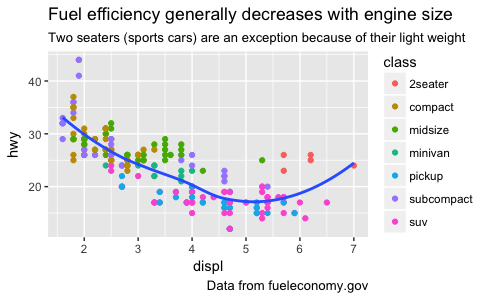 Fuel efficiency generally decreases with engine size
Two seaters (sports cars) are an exception because of their light weight
40
30
20
hwy
2
3
4
5
6
7
displ
class
2seater
compact
midsize
minivan
pickup
subcompact
suv
Data from fueleconomy.gov